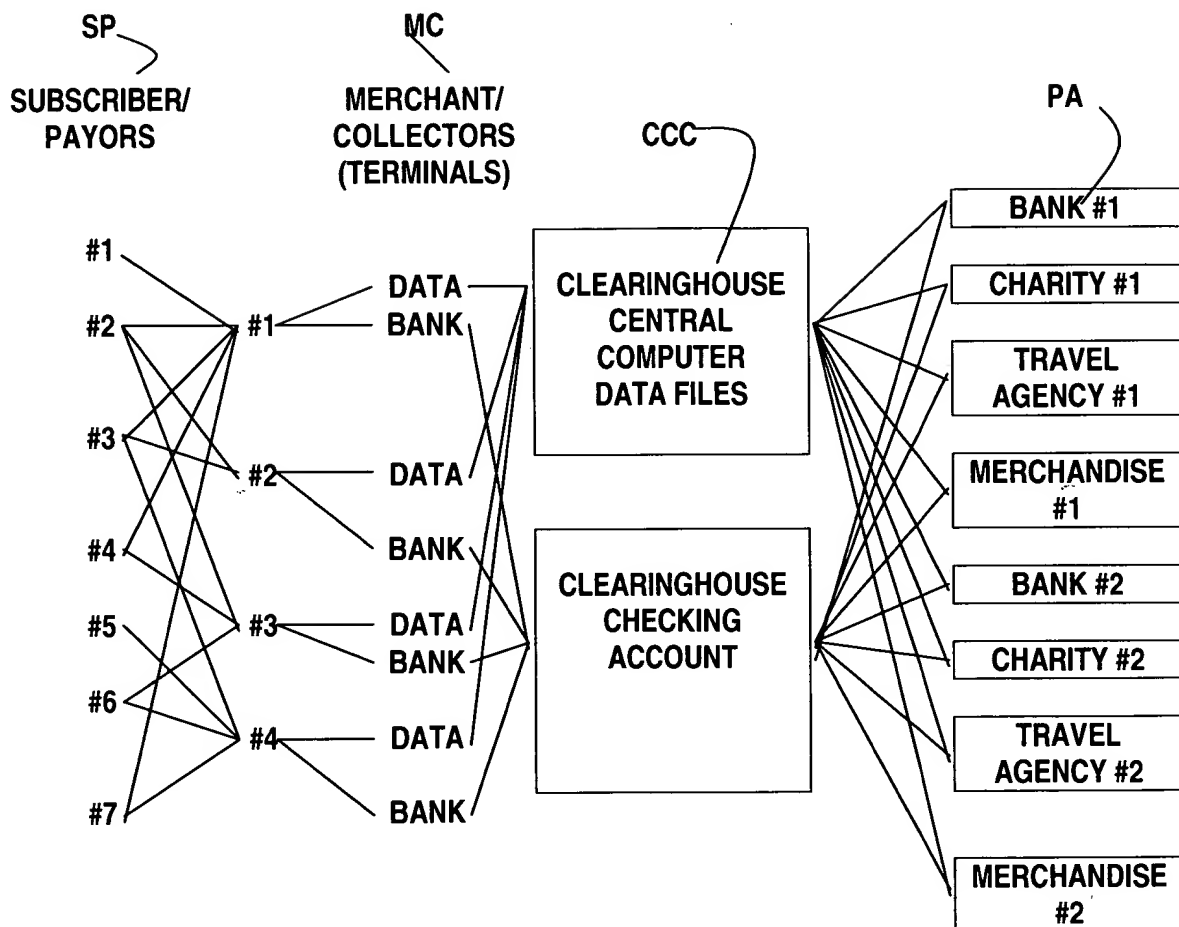 SP
SUBSCRIBER/
PAYORS
#1
#2
#3
#4
#5
#6
#7
MC
MERCHANT/
COLLECTORS
(TERMINALS)
#1
#2
#3
#4
DATA
BANK
DATA
BANK
DATA
BANK
DATA
BANK
CCC
CLEARINGHOUSE
CENTRAL
COMPUTER
DATA FILES
CLEARINGHOUSE
CHECKING
ACCOUNT
PA
BANK #1
CHARITY #1
TRAVEL
AGENCY #1
MERCHANDISE
#1
BANK #2
CHARITY #2
TRAVEL
AGENCY #2
MERCHANDISE
#2